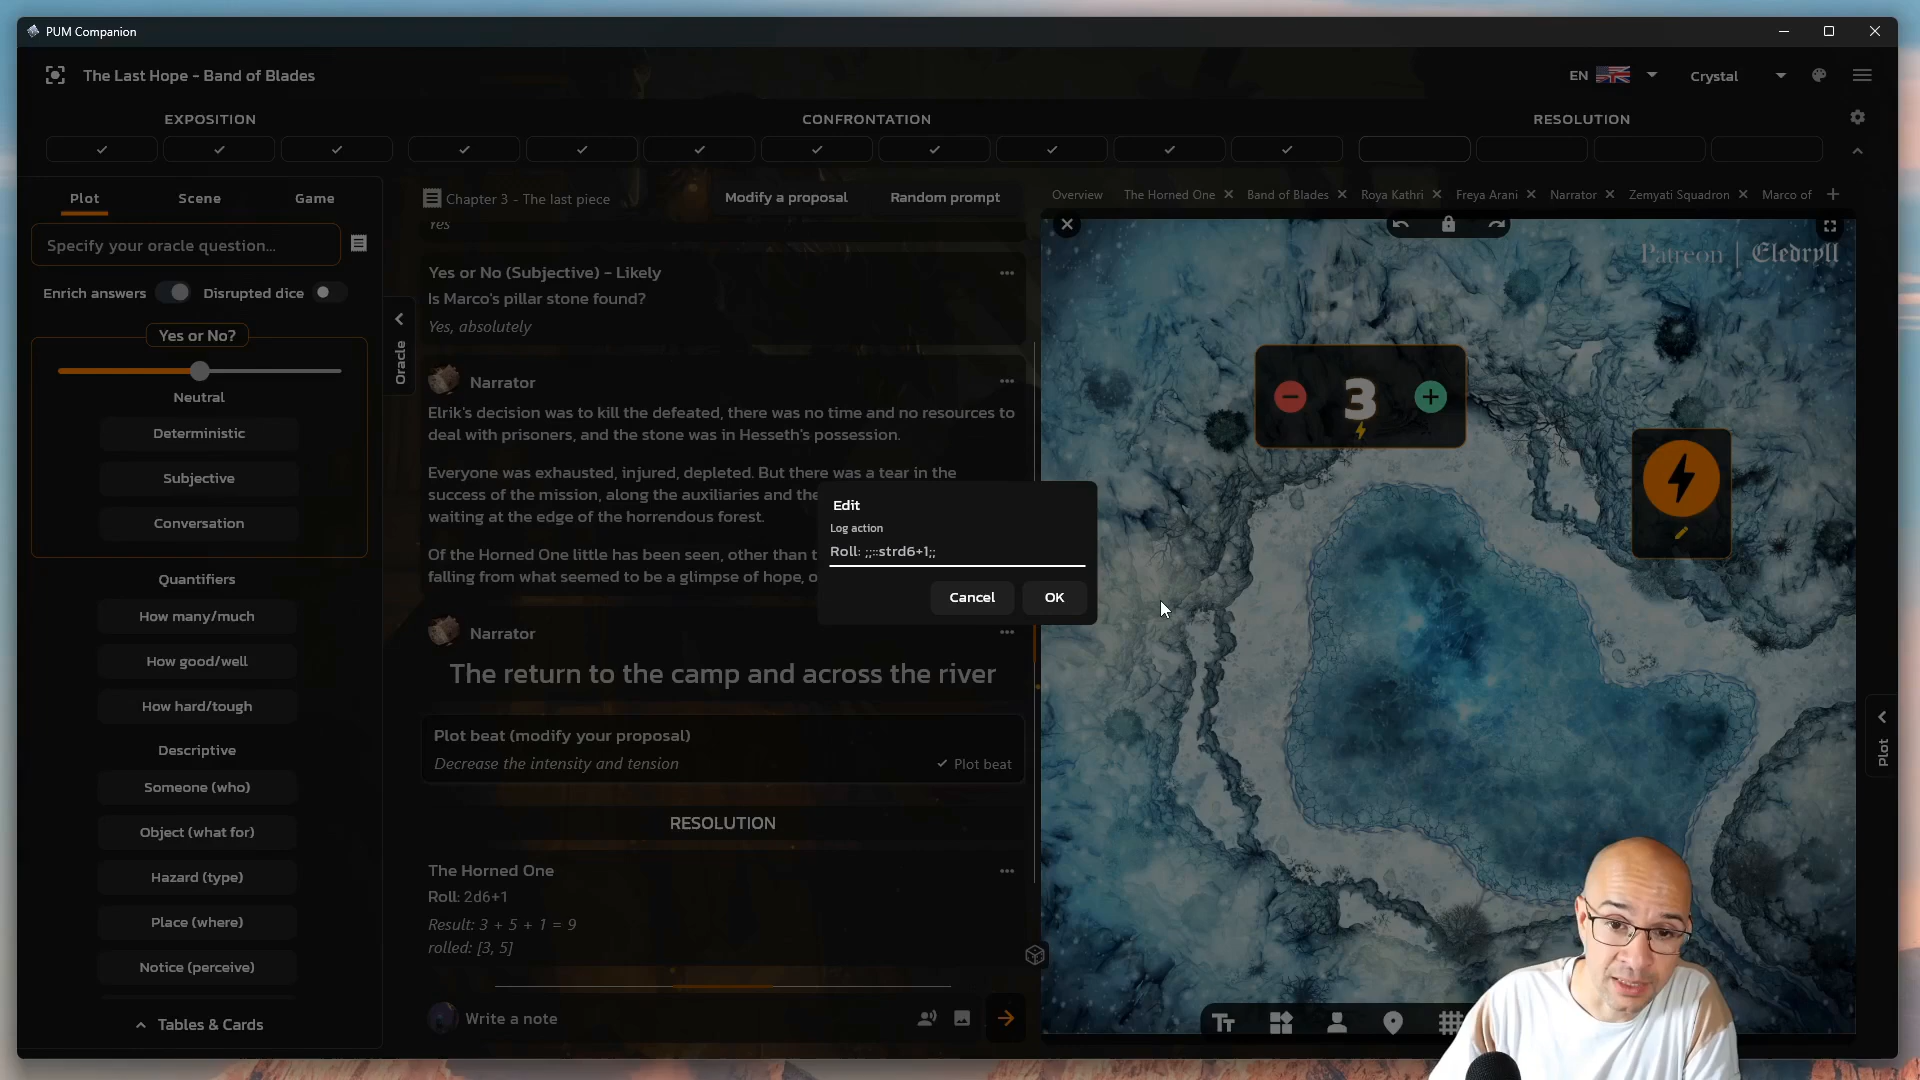 PUM Companion
The Last Hope - Band of Blades
EN
Crystal
EXPOSITION
CONFRONTATION
RESOLUTION
Plot
Scene
Game
Specify your oracle question...
Enrich answers
Disrupted dice
Yes or No?
Neutral
Deterministic
Subjective
Conversation
Quantifiers
How many/much
How good/well
How hard/tough
Descriptive
Someone (who)
Object (what for)
Hazard (type)
Place (where)
Notice (perceive)
Tables & Cards
Oracle
Chapter 3 - The last piece
Modify a proposal
Random prompt
Yes
Yes or No (Subjective) - Likely
Is Marco's pillar stone found?
Yes, absolutely
Narrator
Elrik's decision was to kill the defeated, there was no time and no resources to
deal with prisoners, and the stone was in Hesseth's possession.
Everyone was exhausted, injured, depleted. But there was a tear in the
success of the mission, along the auxiliaries and the
waiting at the edge of the horrendous forest.
Of the Horned One little has been seen, other than t
falling from what seemed to be a glimpse of hope, o
Narrator
The return to the camp and across the river
Plot beat (modify your proposal)
Decrease the intensity and tension
Plot beat
RESOLUTION
The Horned One
Roll: 2d6+1
Result: 3 + 5 + 1 = 9
rolled: [3, 5]
Write a note
Edit
Log action
Roll: ;;::strd6+1;;
Cancel
OK
Overview
The Horned One
Band of Blades
Roya Kathri
Freya Arani
Narrator
Zemyati Squadron
Marco of
Patreon | Eledryll
3
Plot
Tt